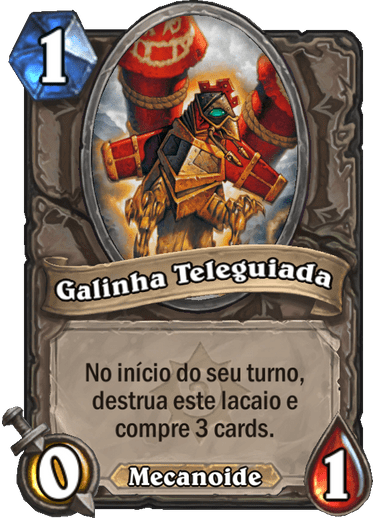 1
Galinha Teleguiada
No início do seu turno,
destrua este lacaio e
compre 3 cards.
0
Mecanoide
1